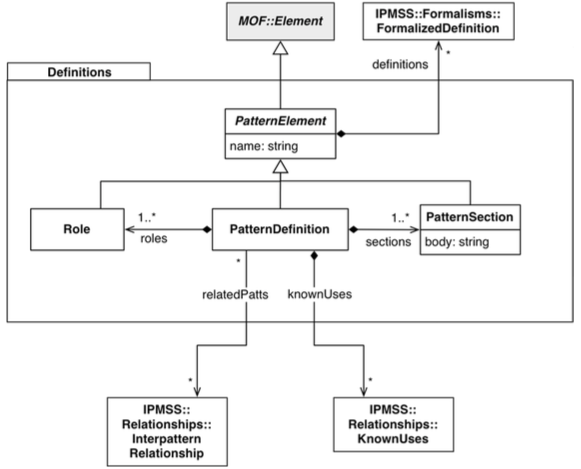 MOF::Element
IPMSS::Formalisms::
FormalizedDefinition
*
definitions
Definitions
PatternElement
name: string
Role
1..*
roles
PatternDefinition
1..*
sections
PatternSection
body: string
*
relatedPatts
knownUses
*
*
IPMSS::
Relationships::
Interpattern
Relationship
IPMSS::
Relationships::
KnownUses